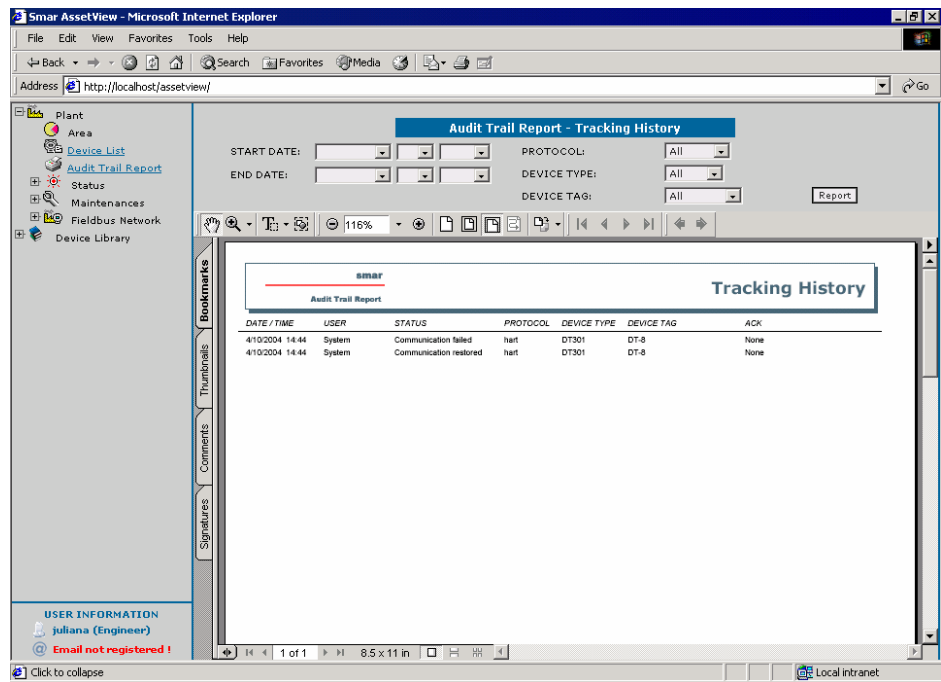 Smar AssetView - Microsoft Internet Explorer
File Edit View Favorites Tools Help
Back Search Favorites Media
Address http://localhost/assetview/ Go
Plant
Area
Device List
Audit Trail Report
Status
Maintenances
Fieldbus Network
Device Library
Audit Trail Report - Tracking History
START DATE: PROTOCOL: All
END DATE: DEVICE TYPE: All
DEVICE TAG: All Report
116%
Bookmarks
Thumbnails
Comments
Signatures
smar
Audit Trail Report
Tracking History
DATE / TIME USER STATUS PROTOCOL DEVICE TYPE DEVICE TAG ACK
4/10/2004 14:44 System Communication failed hart DT301 DT-8 None
4/10/2004 14:44 System Communication restored hart DT301 DT-8 None
USER INFORMATION
juliana (Engineer)
@ Email not registered !
1 of 1 8.5 x 11 in
Click to collapse Local intranet